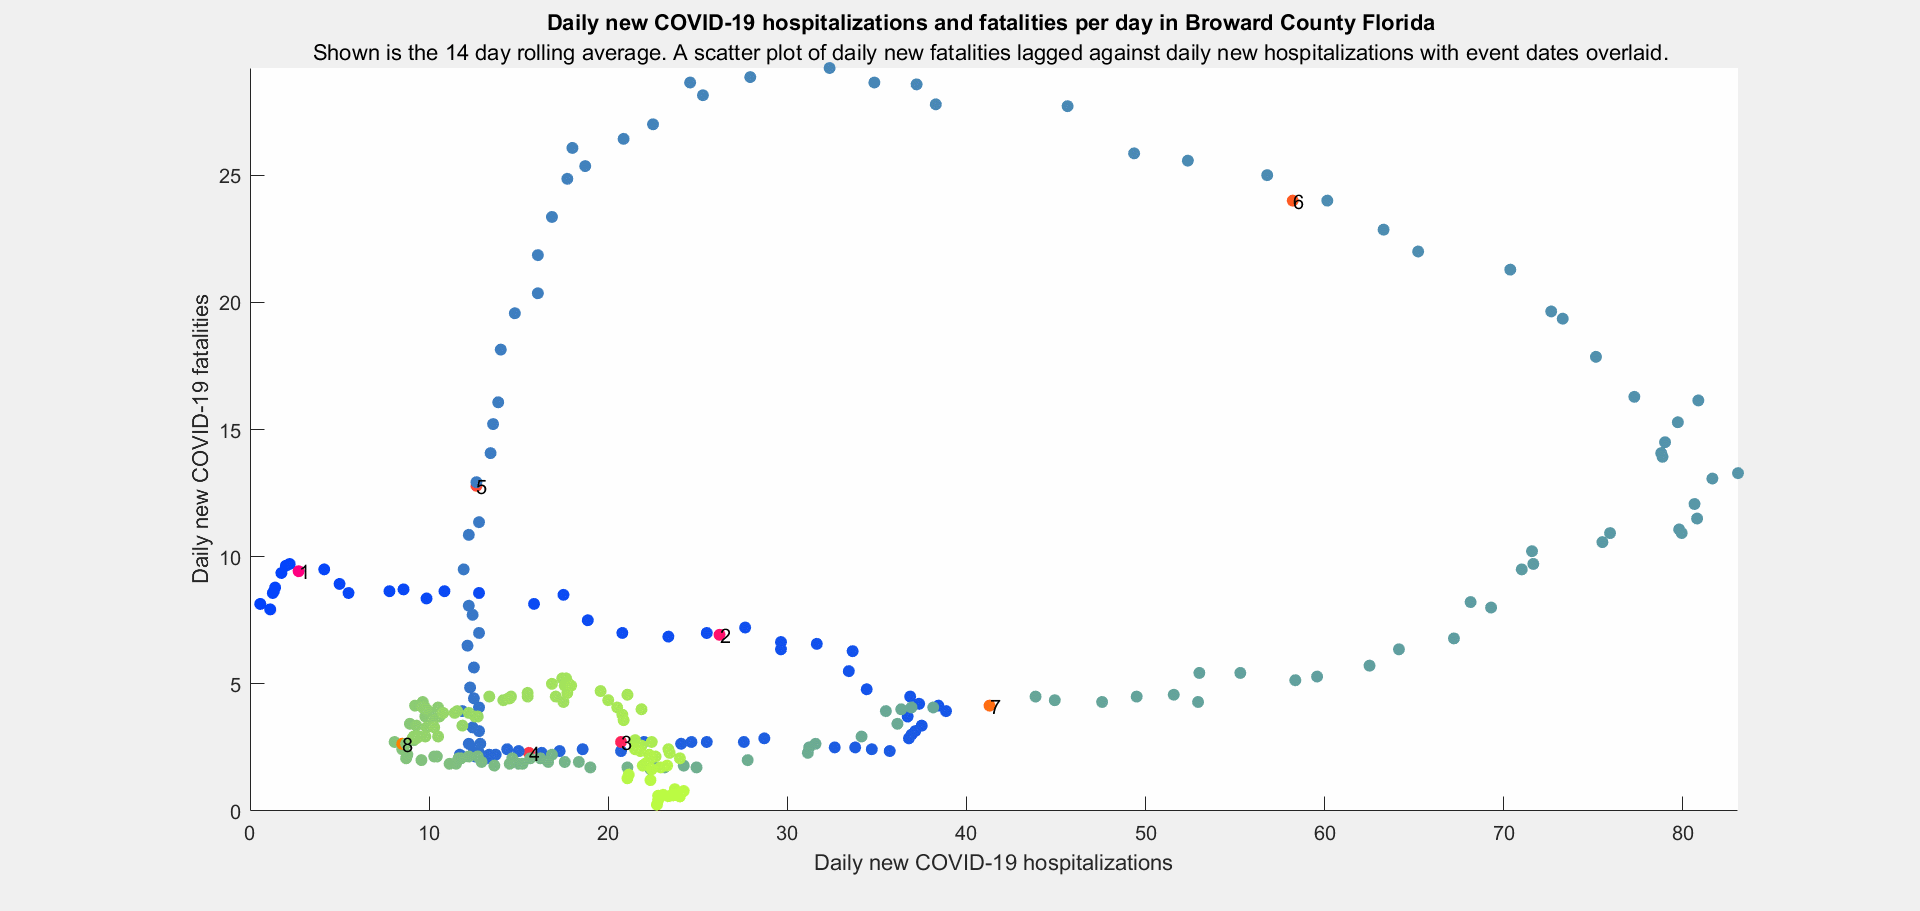 Daily new COVID-19 hospitalizations and fatalities per day in Broward County Florida
Shown is the 14 day rolling average. A scatter plot of daily new fatalities lagged against daily new hospitalizations with event dates overlaid.
25
6
20
Daily new COVID-19 fatalities
15
5
10
1
2
5
7
3
8
4
0
0 10 20 30 40 50 60 70 80
Daily new COVID-19 hospitalizations